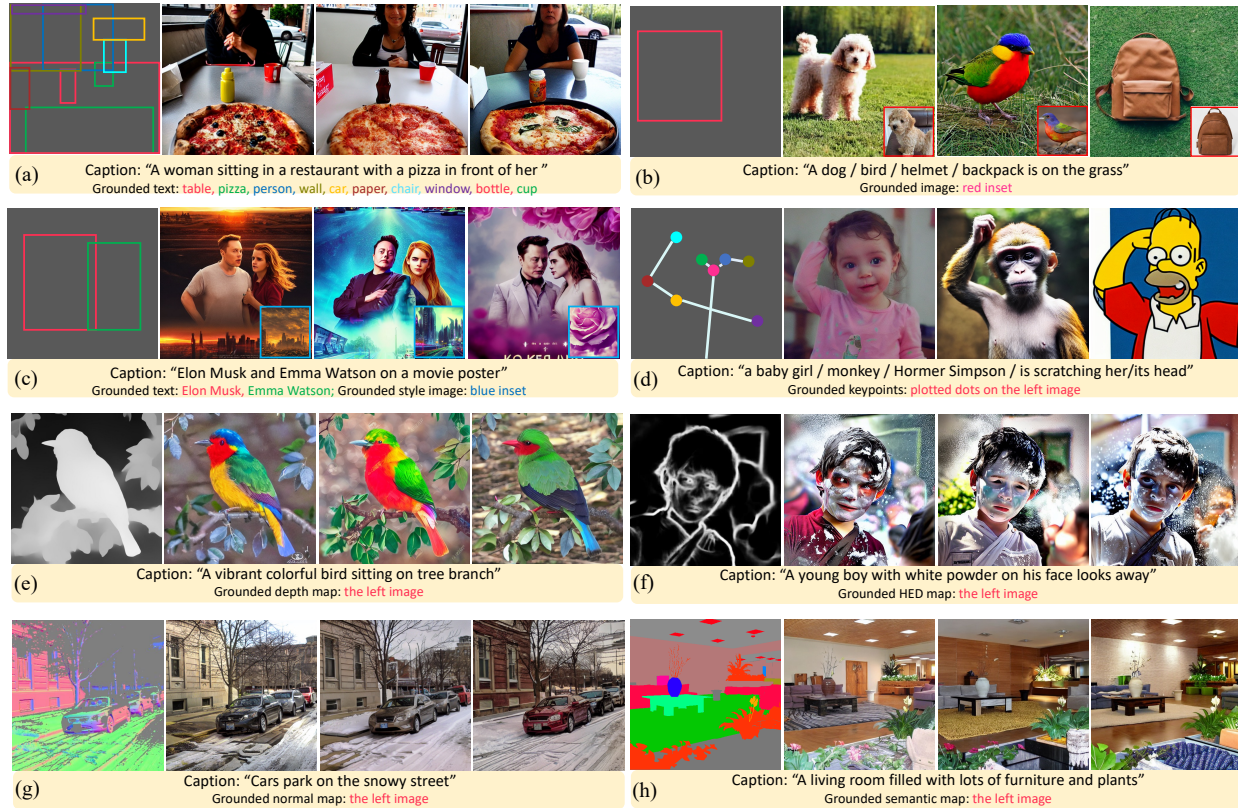 (a)
Caption: “A woman sitting in a restaurant with a pizza in front of her ”
Grounded text: table, pizza, person, wall, car, paper, chair, window, bottle, cup
(b)
Caption: “A dog / bird / helmet / backpack is on the grass”
Grounded image: red inset
(c)
Caption: “Elon Musk and Emma Watson on a movie poster”
Grounded text: Elon Musk, Emma Watson; Grounded style image: blue inset
(d)
Caption: “a baby girl / monkey / Hormer Simpson / is scratching her/its head”
Grounded keypoints: plotted dots on the left image
(e)
Caption: “A vibrant colorful bird sitting on tree branch”
Grounded depth map: the left image
(f)
Caption: “A young boy with white powder on his face looks away”
Grounded HED map: the left image
(g)
Caption: “Cars park on the snowy street”
Grounded normal map: the left image
(h)
Caption: “A living room filled with lots of furniture and plants”
Grounded semantic map: the left image